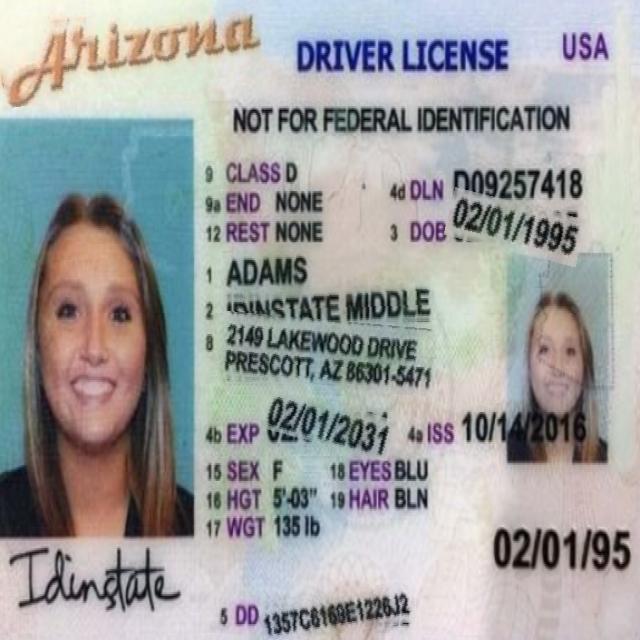 Arizona
DRIVER LICENSE USA
NOT FOR FEDERAL IDENTIFICATION
9 CLASS D
4d DLN D09257418
9a END NONE
3 DOB 02/01/1995
12 REST NONE
1 ADAMS
2 IDINSTATE MIDDLE
8 2149 LAKEWOOD DRIVE
PRESCOTT, AZ 86301-5471
4b EXP 02/01/2031 4a ISS 10/14/2016
15 SEX F 18 EYES BLU
16 HGT 5'-03" 19 HAIR BLN
17 WGT 135 lb
02/01/95
Idinstate
5 DD 1357C6169E1226J2